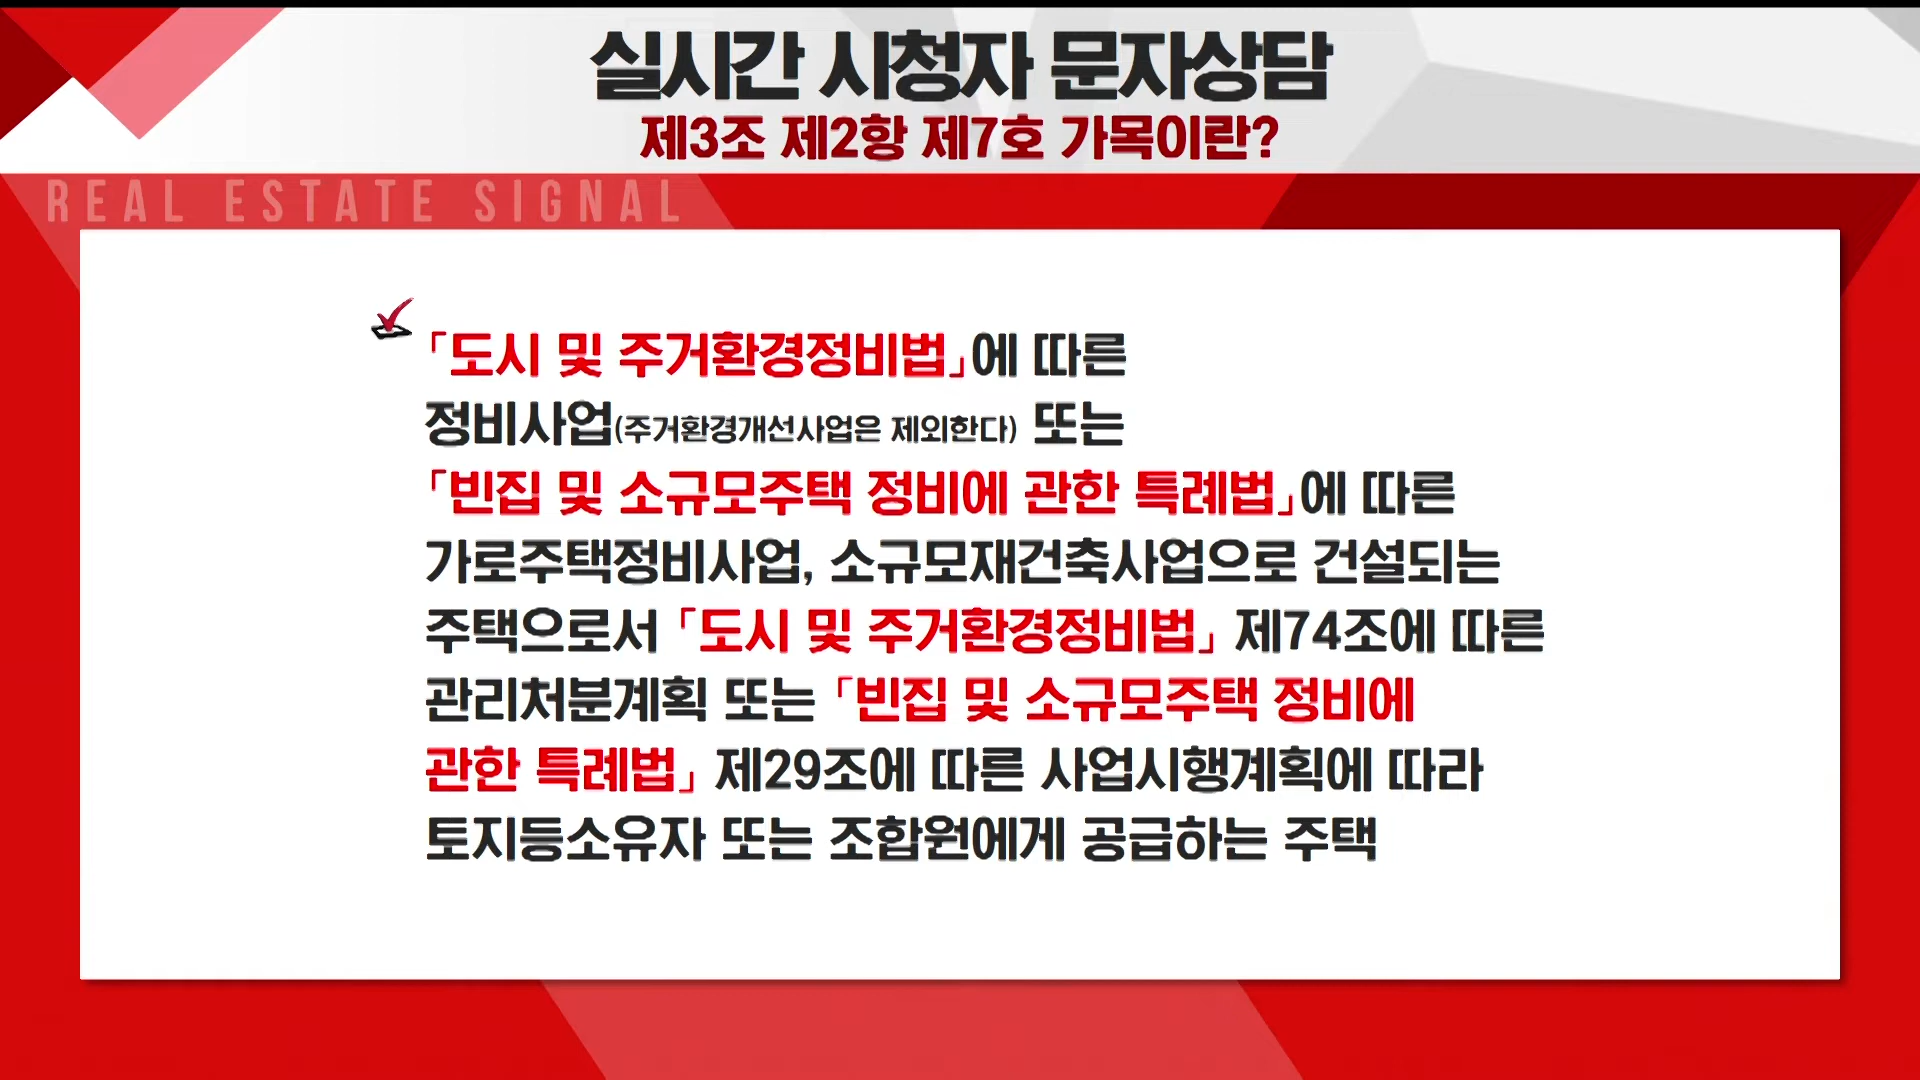 실시간 시청자 문자상담
제3조 제2항 제7호 가목이란?
REAL ESTATE SIGNAL
「도시 및 주거환경정비법」에 따른
정비사업(주거환경개선사업은 제외한다) 또는
「빈집 및 소규모주택 정비에 관한 특례법」에 따른
가로주택정비사업, 소규모재건축사업으로 건설되는
주택으로서 「도시 및 주거환경정비법」 제74조에 따른
관리처분계획 또는 「빈집 및 소규모주택 정비에
관한 특례법」 제29조에 따른 사업시행계획에 따라
토지등소유자 또는 조합원에게 공급하는 주택